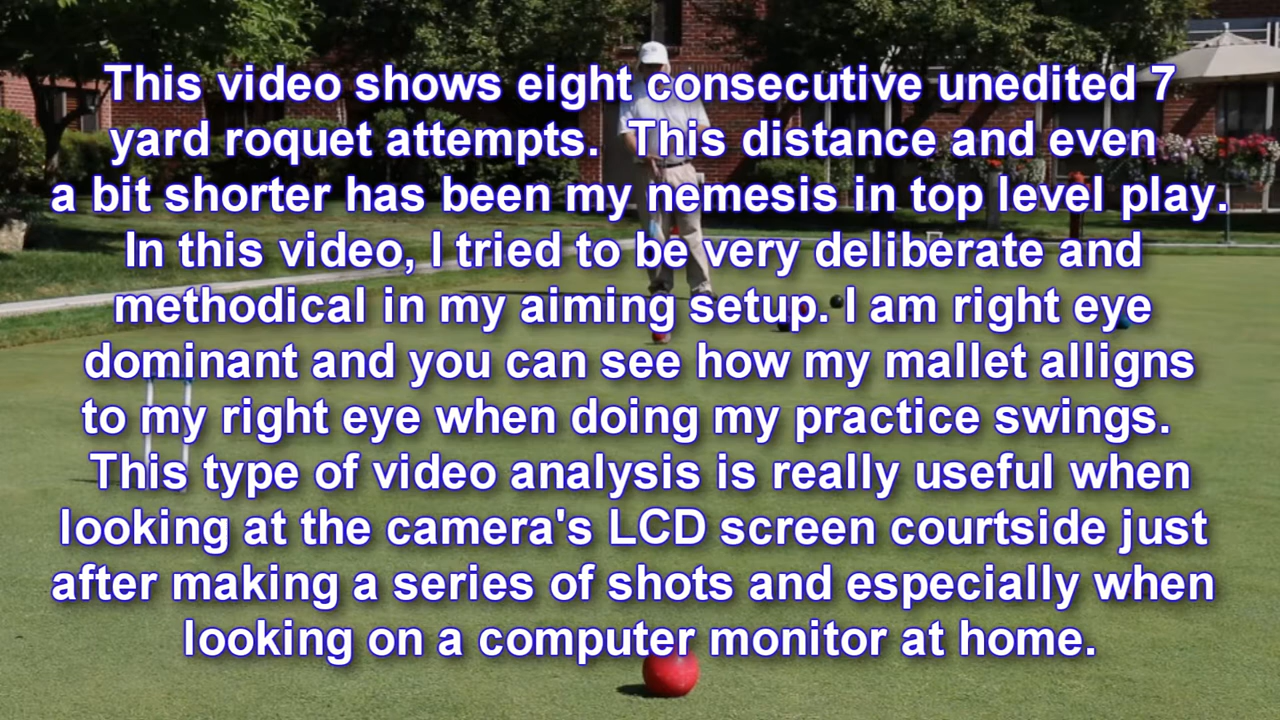 This video shows eight consecutive unedited 7
yard roquet attempts. This distance and even
a bit shorter has been my nemesis in top level play.
In this video, I tried to be very deliberate and
methodical in my aiming setup. I am right eye
dominant and you can see how my mallet alligns
to my right eye when doing my practice swings.
This type of video analysis is really useful when
looking at the camera's LCD screen courtside just
after making a series of shots and especially when
looking on a computer monitor at home.